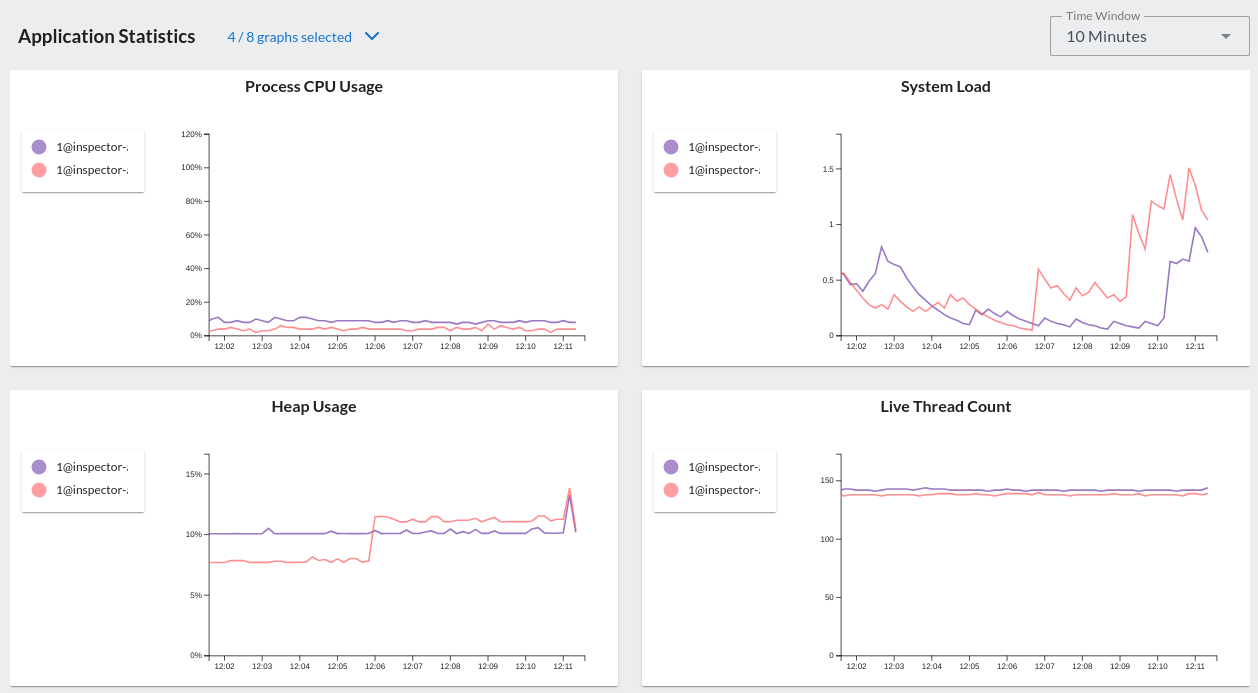 Application Statistics
4 / 8 graphs selected
Time Window
10 Minutes
Process CPU Usage
1@inspector-
1@inspector-
120%
100%
80%
60%
40%
20%
0%
12:02 12:03 12:04 12:05 12:06 12:07 12:08 12:09 12:10 12:11
System Load
1@inspector-
1@inspector-
1.5
1
0.5
0
12:02 12:03 12:04 12:05 12:06 12:07 12:08 12:09 12:10 12:11
Heap Usage
1@inspector-
1@inspector-
15%
10%
5%
0%
12:02 12:03 12:04 12:05 12:06 12:07 12:08 12:09 12:10 12:11
Live Thread Count
1@inspector-
1@inspector-
150
100
50
0
12:02 12:03 12:04 12:05 12:06 12:07 12:08 12:09 12:10 12:11